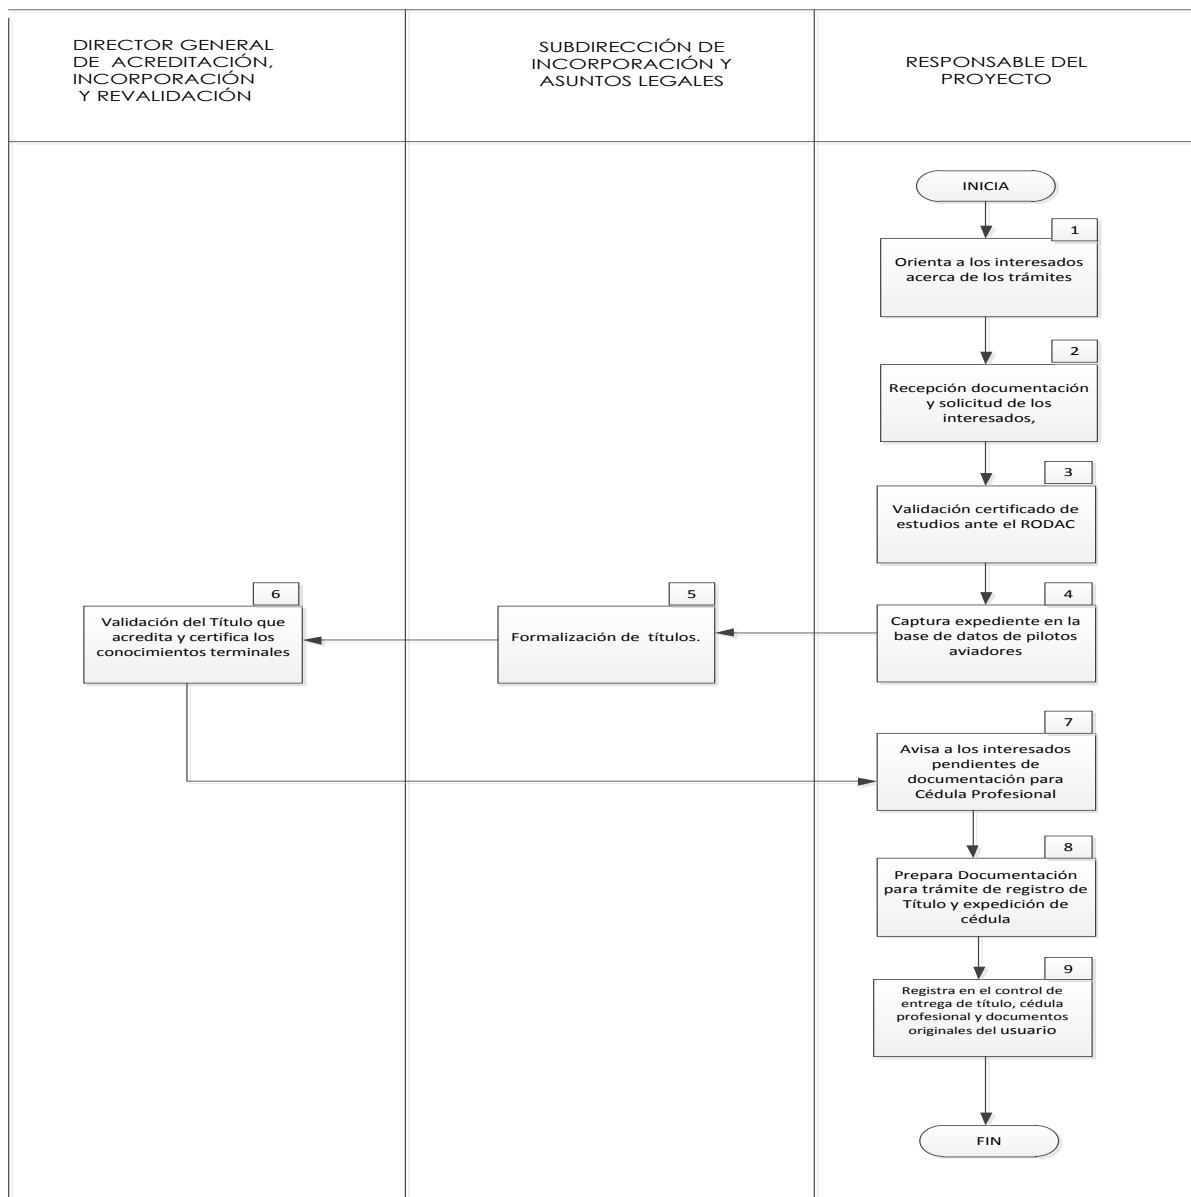 DIRECTOR GENERAL
DE ACREDITACIÓN,
INCORPORACIÓN
Y REVALIDACIÓN
SUBDIRECCIÓN DE
INCORPORACIÓN Y
ASUNTOS LEGALES
RESPONSABLE DEL
PROYECTO
INICIA
1
Orienta a los interesados
acerca de los trámites
2
Recepción documentación
y solicitud de los
interesados,
3
Validación certificado de
estudios ante el RODAC
4
Captura expediente en la
base de datos de pilotos
aviadores
5
Formalización de títulos.
6
Validación del Título que
acredita y certifica los
conocimientos terminales
7
Avisa a los interesados
pendientes de
documentación para
Cédula Profesional
8
Prepara Documentación
para trámite de registro de
Título y expedición de
cédula
9
Registra en el control de
entrega de título, cédula
profesional y documentos
originales del usuario
FIN